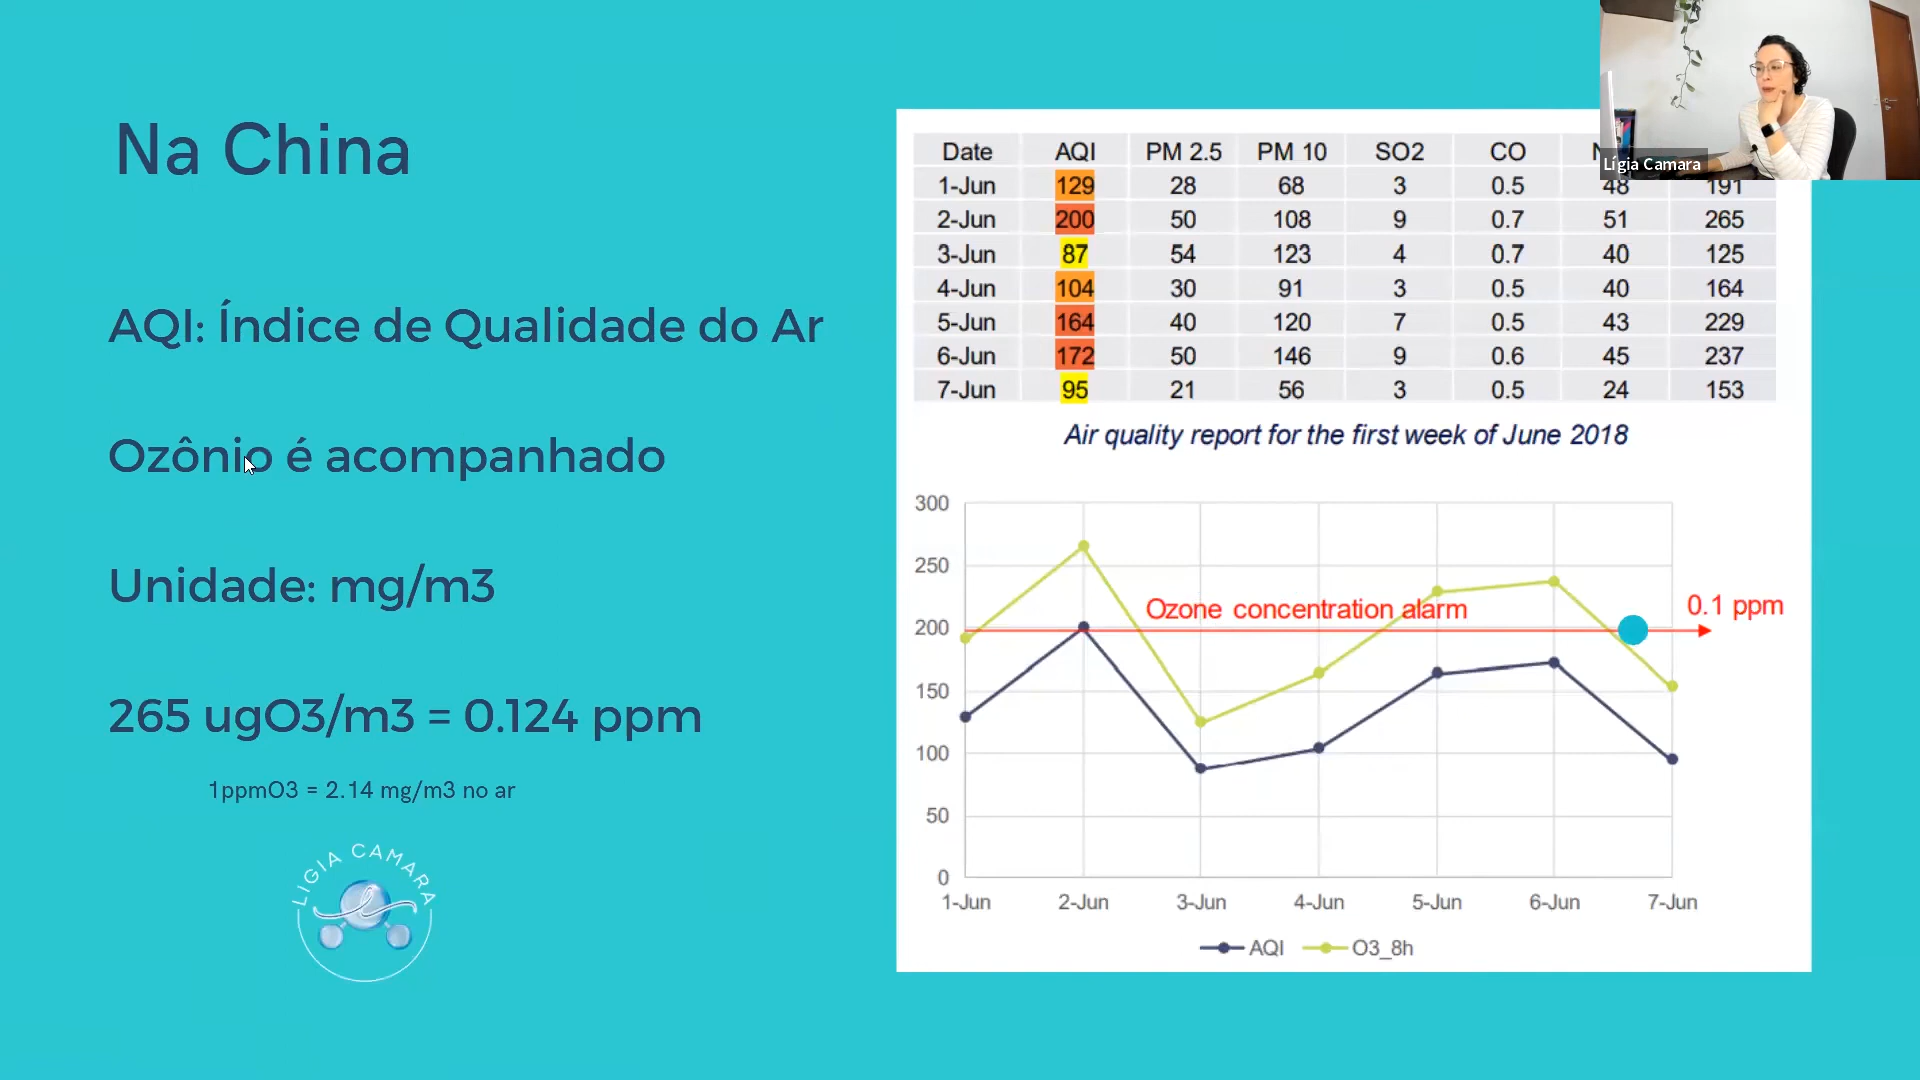 Na China
AQI: Índice de Qualidade do Ar
Ozônio é acompanhado
Unidade: mg/m3
265 ugO3/m3 = 0.124 ppm
1ppmO3 = 2.14 mg/m3 no ar
LIGIA CAMARA
Lígia Camara
Date AQI PM 2.5 PM 10 SO2 CO
1-Jun 129 28 68 3 0.5 48 191
2-Jun 200 50 108 9 0.7 51 265
3-Jun 87 54 123 4 0.7 40 125
4-Jun 104 30 91 3 0.5 40 164
5-Jun 164 40 120 7 0.5 43 229
6-Jun 172 50 146 9 0.6 45 237
7-Jun 95 21 56 3 0.5 24 153
Air quality report for the first week of June 2018
300
250
200
150
100
50
0
Ozone concentration alarm
0.1 ppm
1-Jun 2-Jun 3-Jun 4-Jun 5-Jun 6-Jun 7-Jun
AQI O3_8h